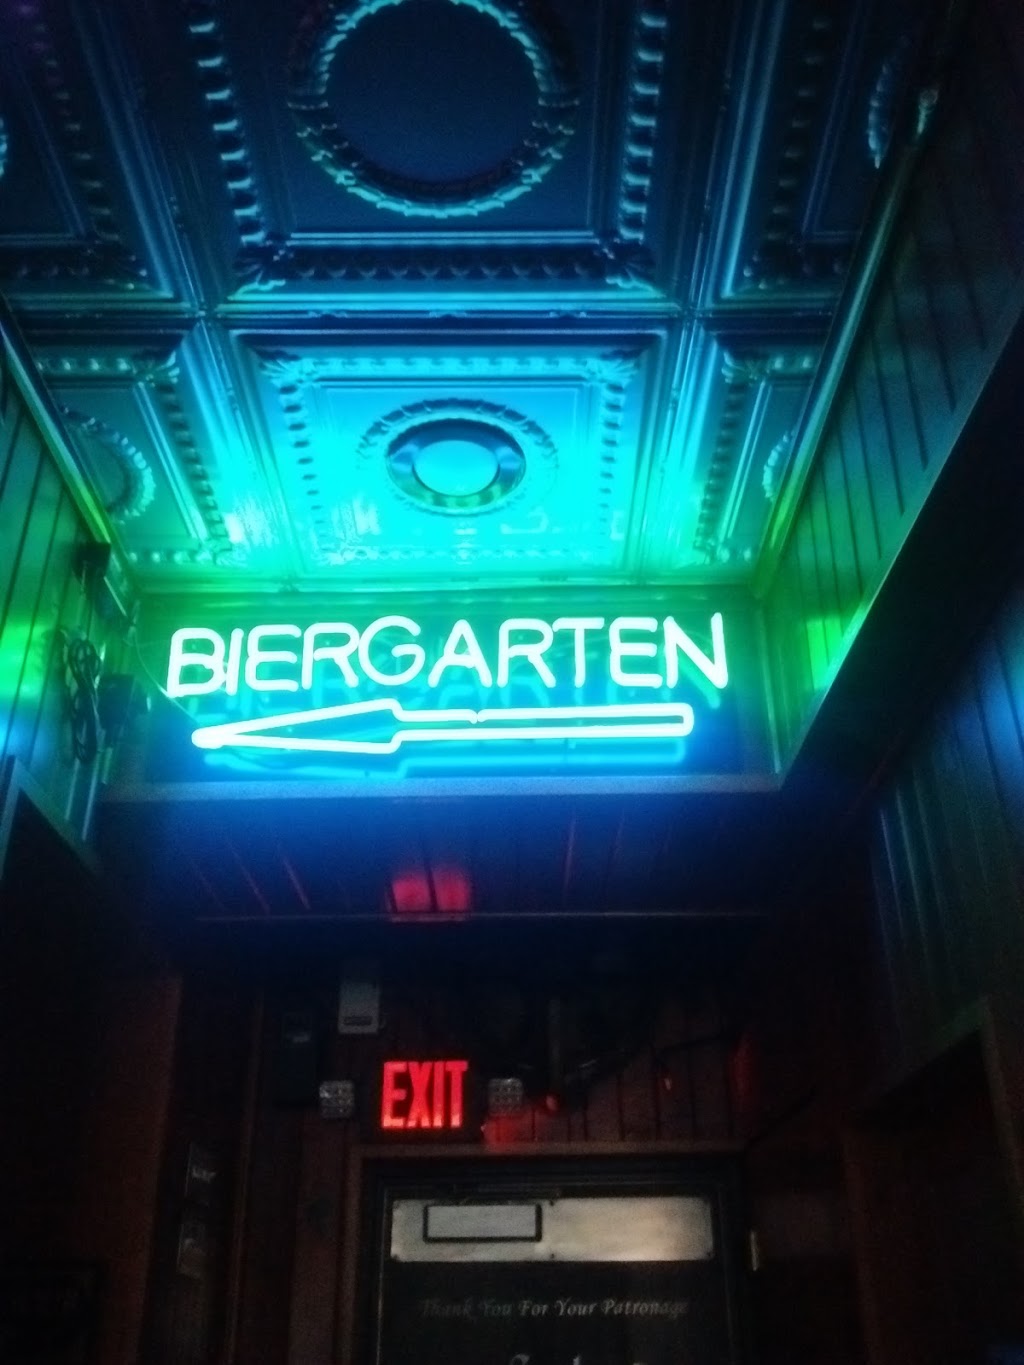 BIERGARTEN
EXIT
Thank You For Your Patronage